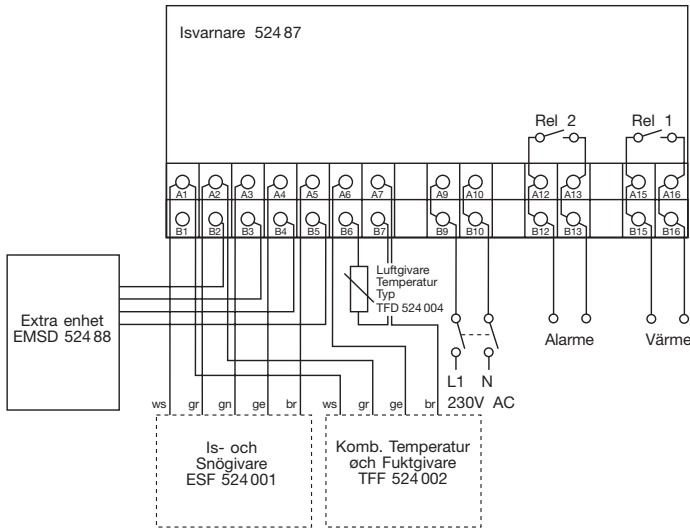 Isvarnare 52487
Rel 2
Rel 1
A1 A2 A3 A4 A5 A6 A7 A9 A10 A12 A13 A15 A16
B1 B2 B3 B4 B5 B6 B7 B9 B10 B12 B13 B15 B16
Luftgivare
Temperatur
Typ
TFD 524 004
Extra enhet
EMSD 524 88
Alarme
Värme
L1 N
230V AC
ws gr gn ge br ws gr ge br
Is- och
Snögivare
ESF 524 001
Komb. Temperatur
øch Fuktgivare
TFF 524 002